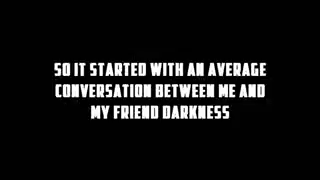 SO IT STARTED WITH AN AVERAGE
CONVERSATION BETWEEN ME AND
MY FRIEND DARKNESS